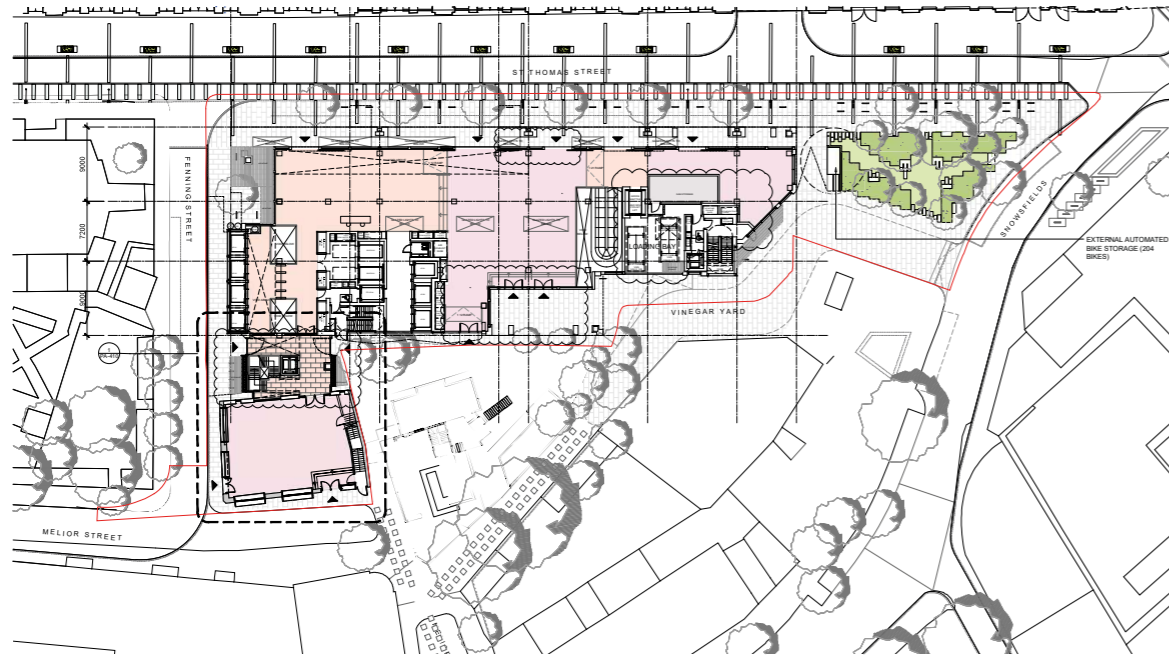 ST THOMAS STREET
FENNING STREET
9000
7200
9000
LOADING BAY
SNOWSFIELDS
EXTERNAL AUTOMATED
BIKE STORAGE (204
BIKES)
VINEGAR YARD
1
MELIOR STREET